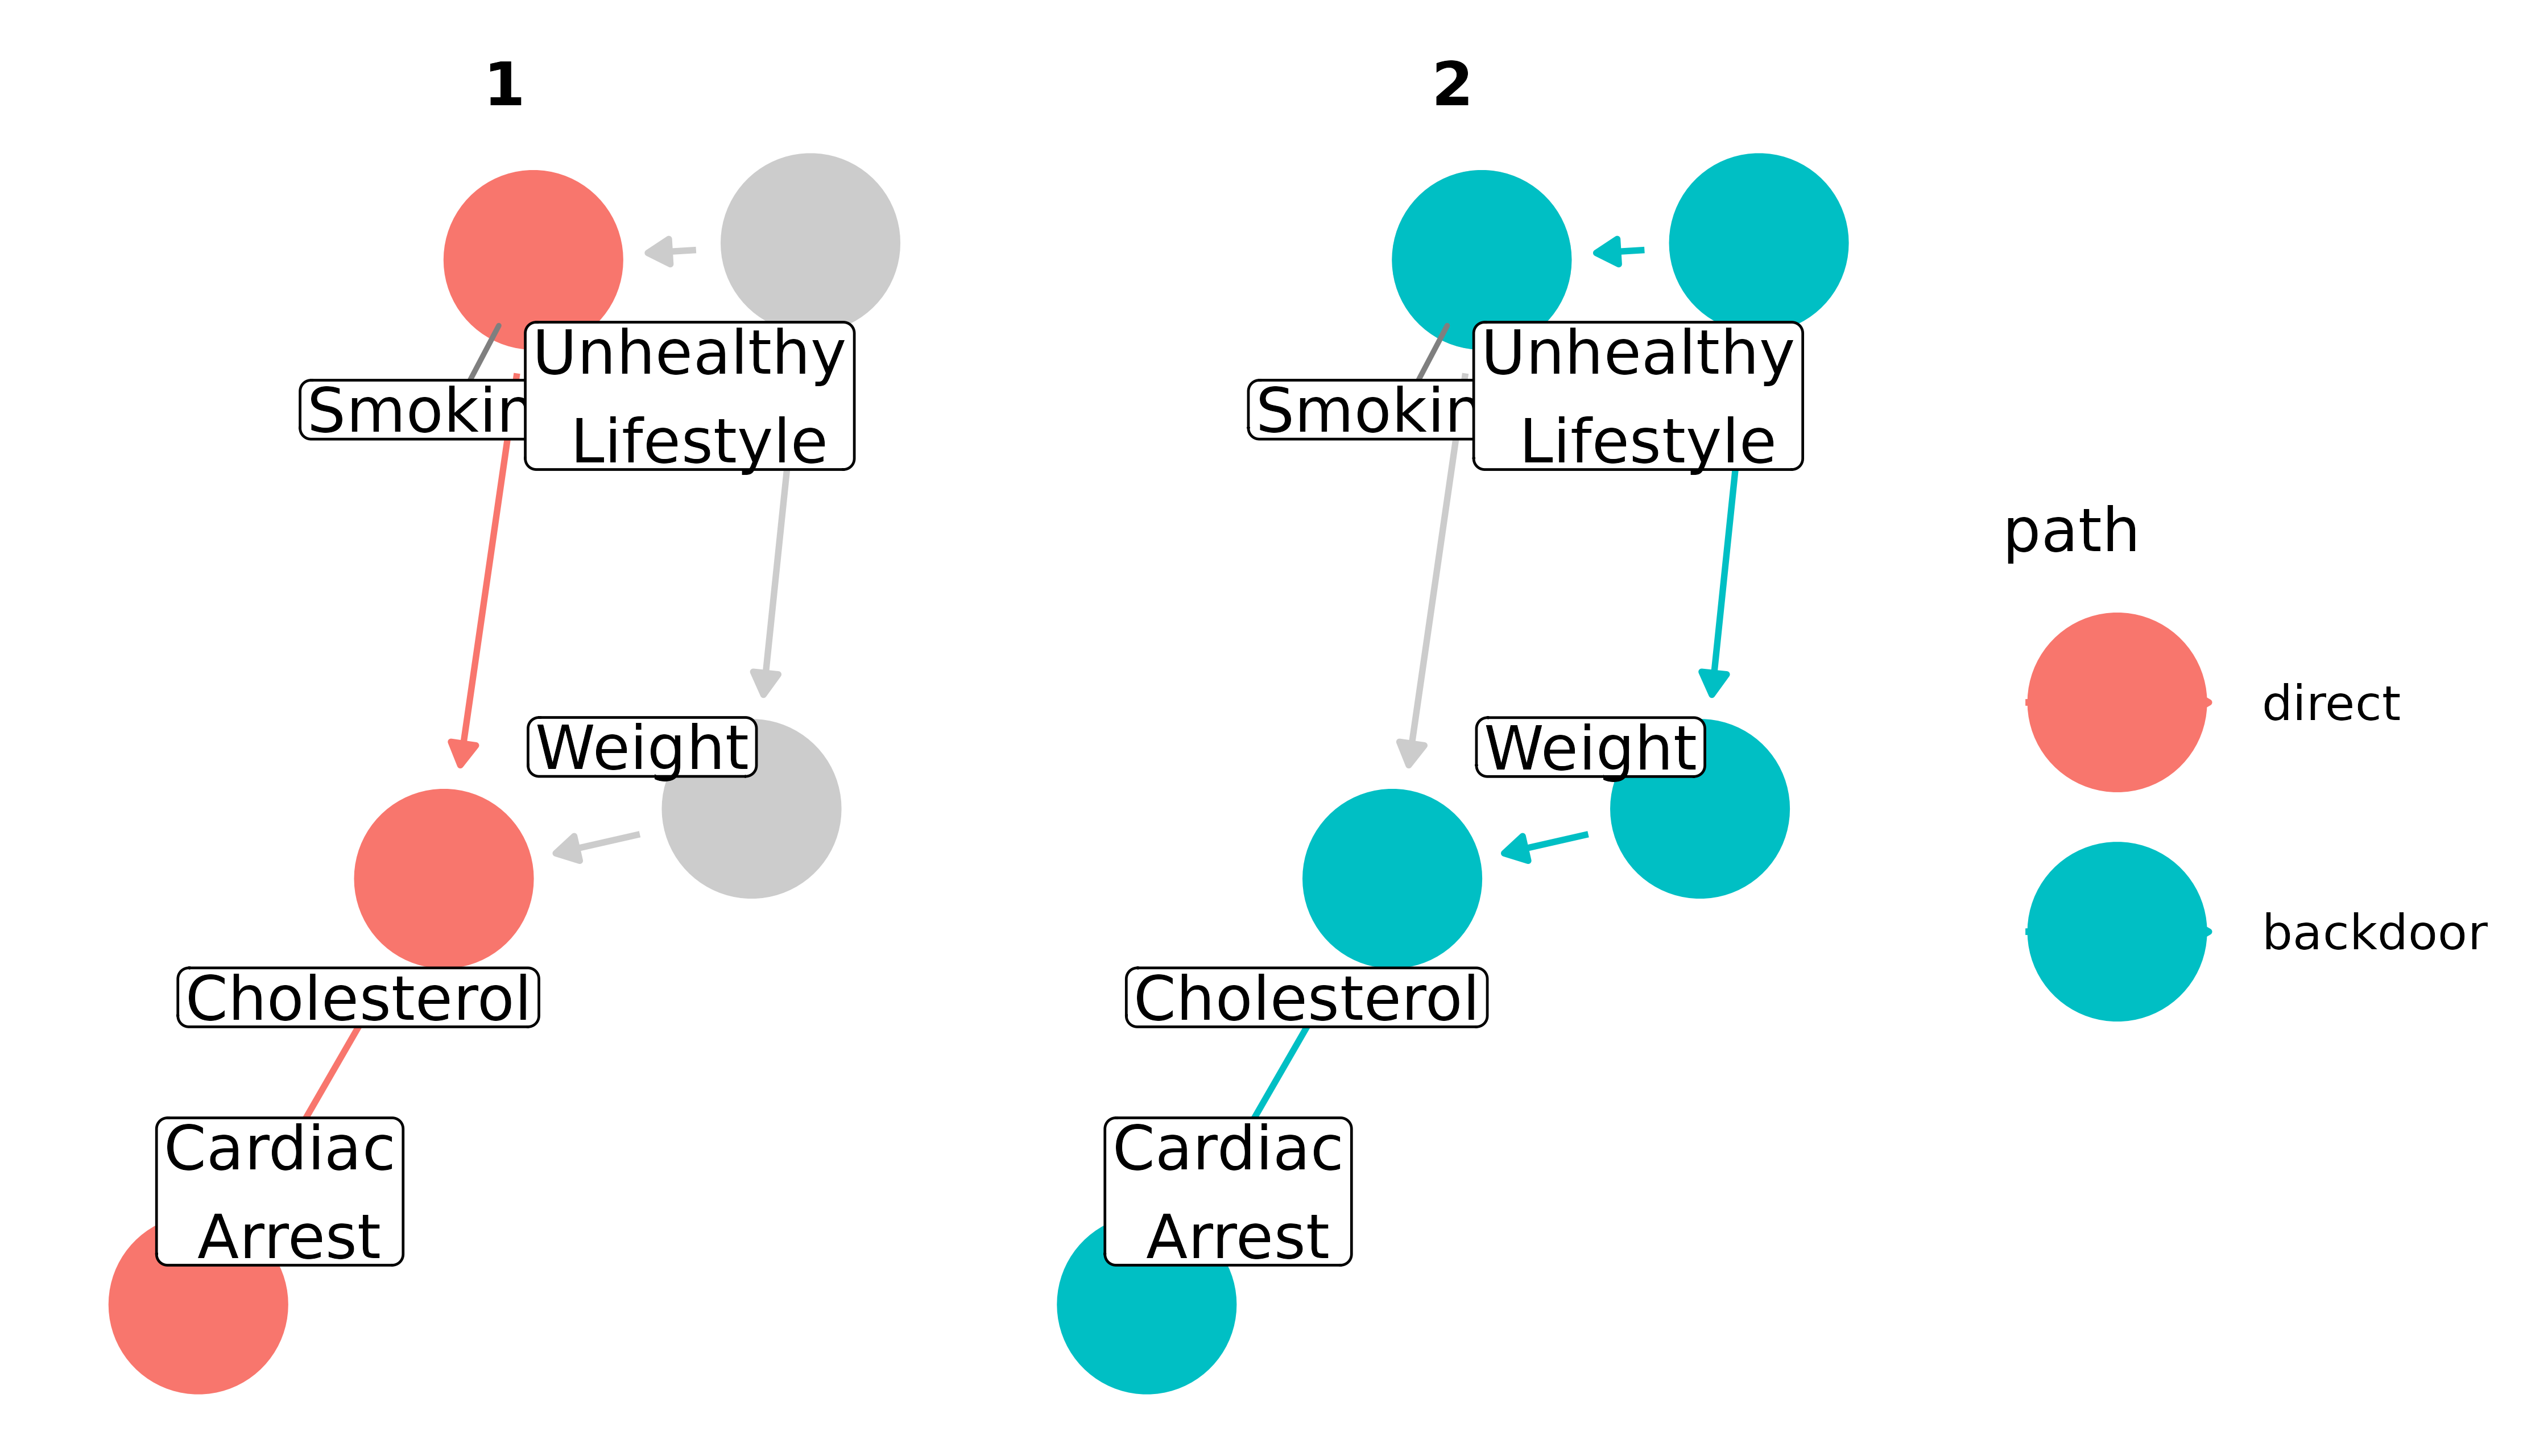 1
Smokin
Unhealthy
Lifestyle
Weight
Cholesterol
Cardiac
Arrest
2
Smokin
Unhealthy
Lifestyle
Weight
Cholesterol
Cardiac
Arrest
path
direct
backdoor